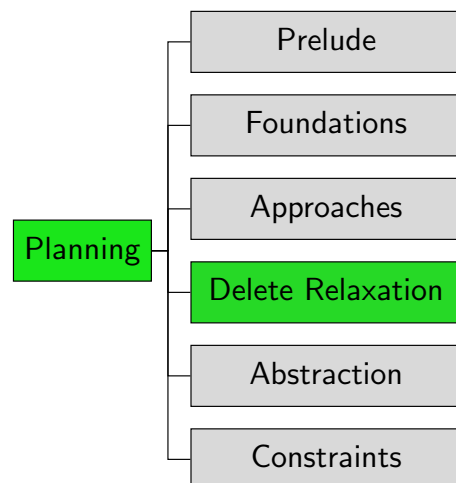 Prelude
Foundations
Approaches
Planning
Delete Relaxation
Abstraction
Constraints